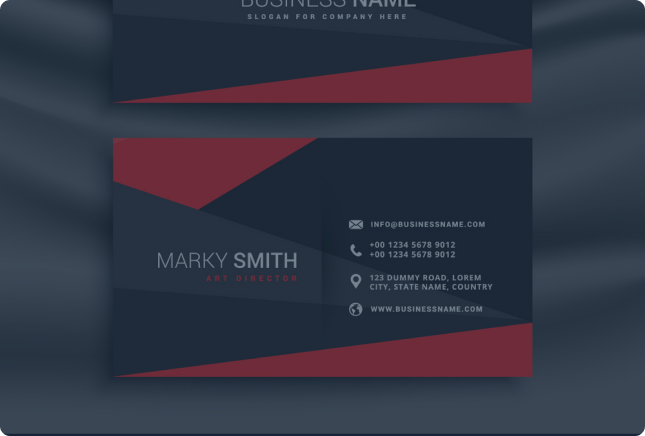 BUSINESS NAME
SLOGAN FOR COMPANY HERE
INFO@BUSINESSNAME.COM
+00 1234 5678 9012
+00 1234 5678 9012
MARKY SMITH
ART DIRECTOR
123 DUMMY ROAD, LOREM
CITY, STATE NAME, COUNTRY
WWW.BUSINESSNAME.COM